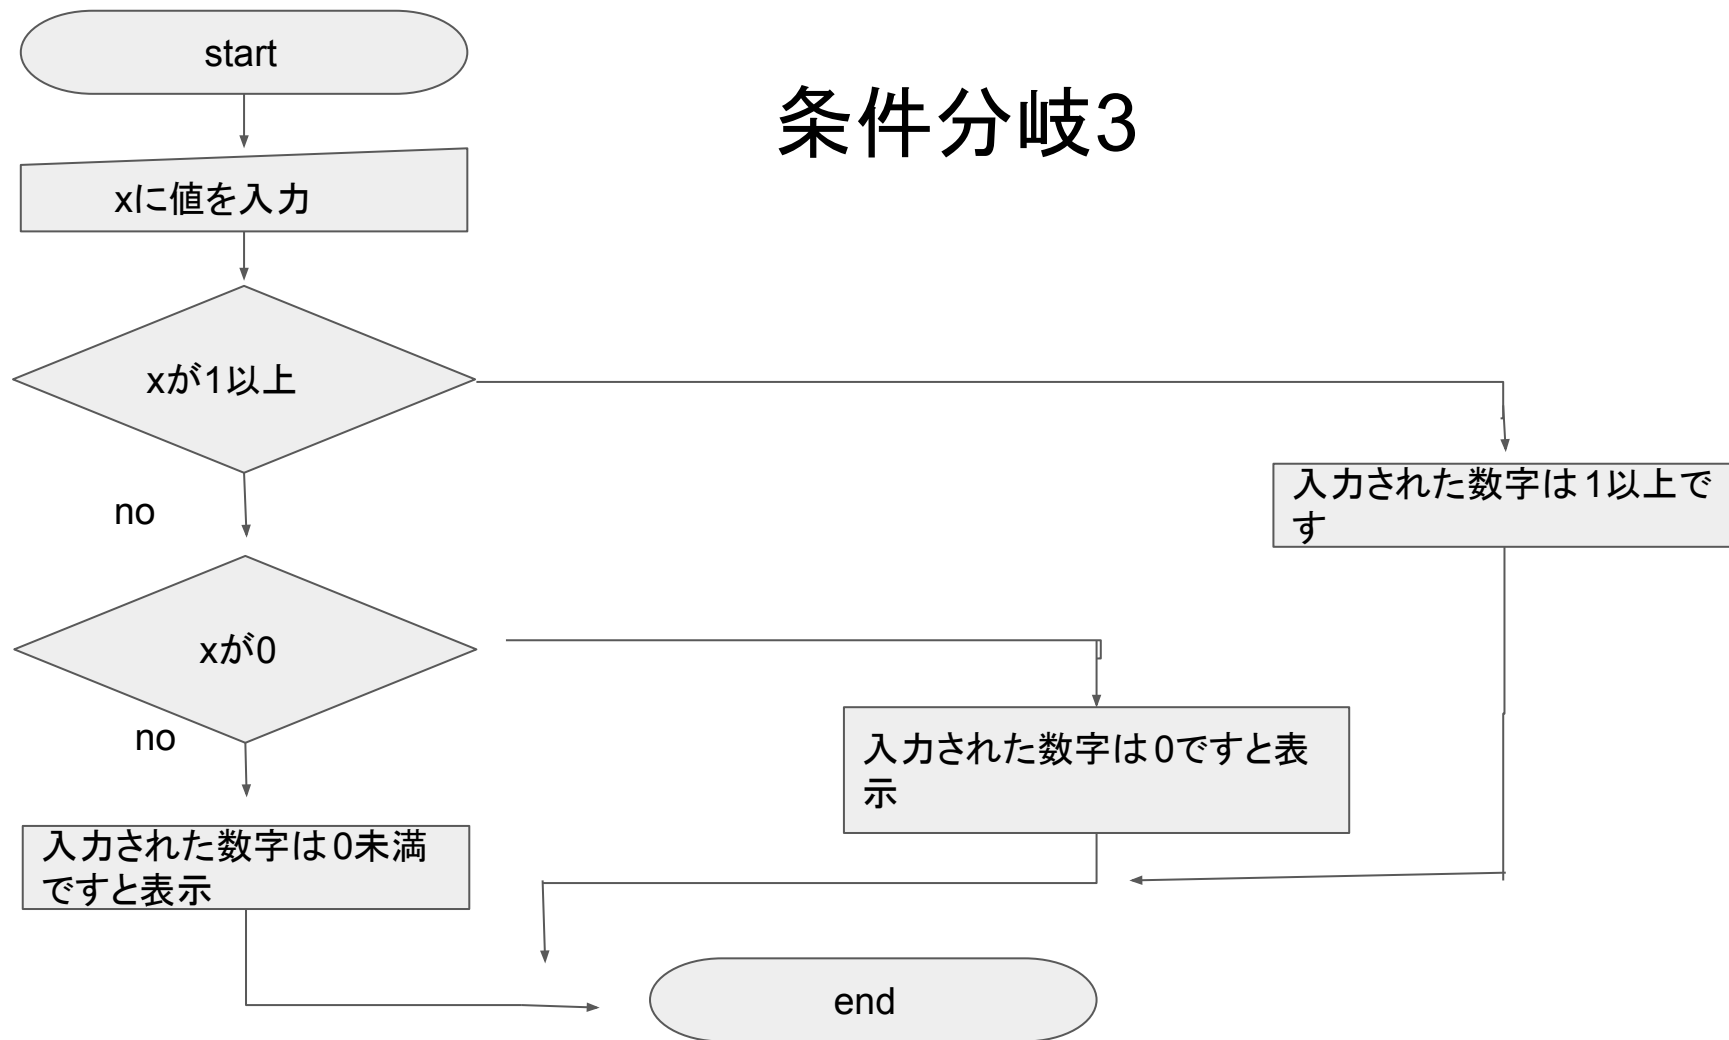 start
条件分岐3
xに値を入力
xが1以上
入力された数字は1以上で
す
no
xが0
no
入力された数字は0ですと表
示
入力された数字は0未満
ですと表示
end